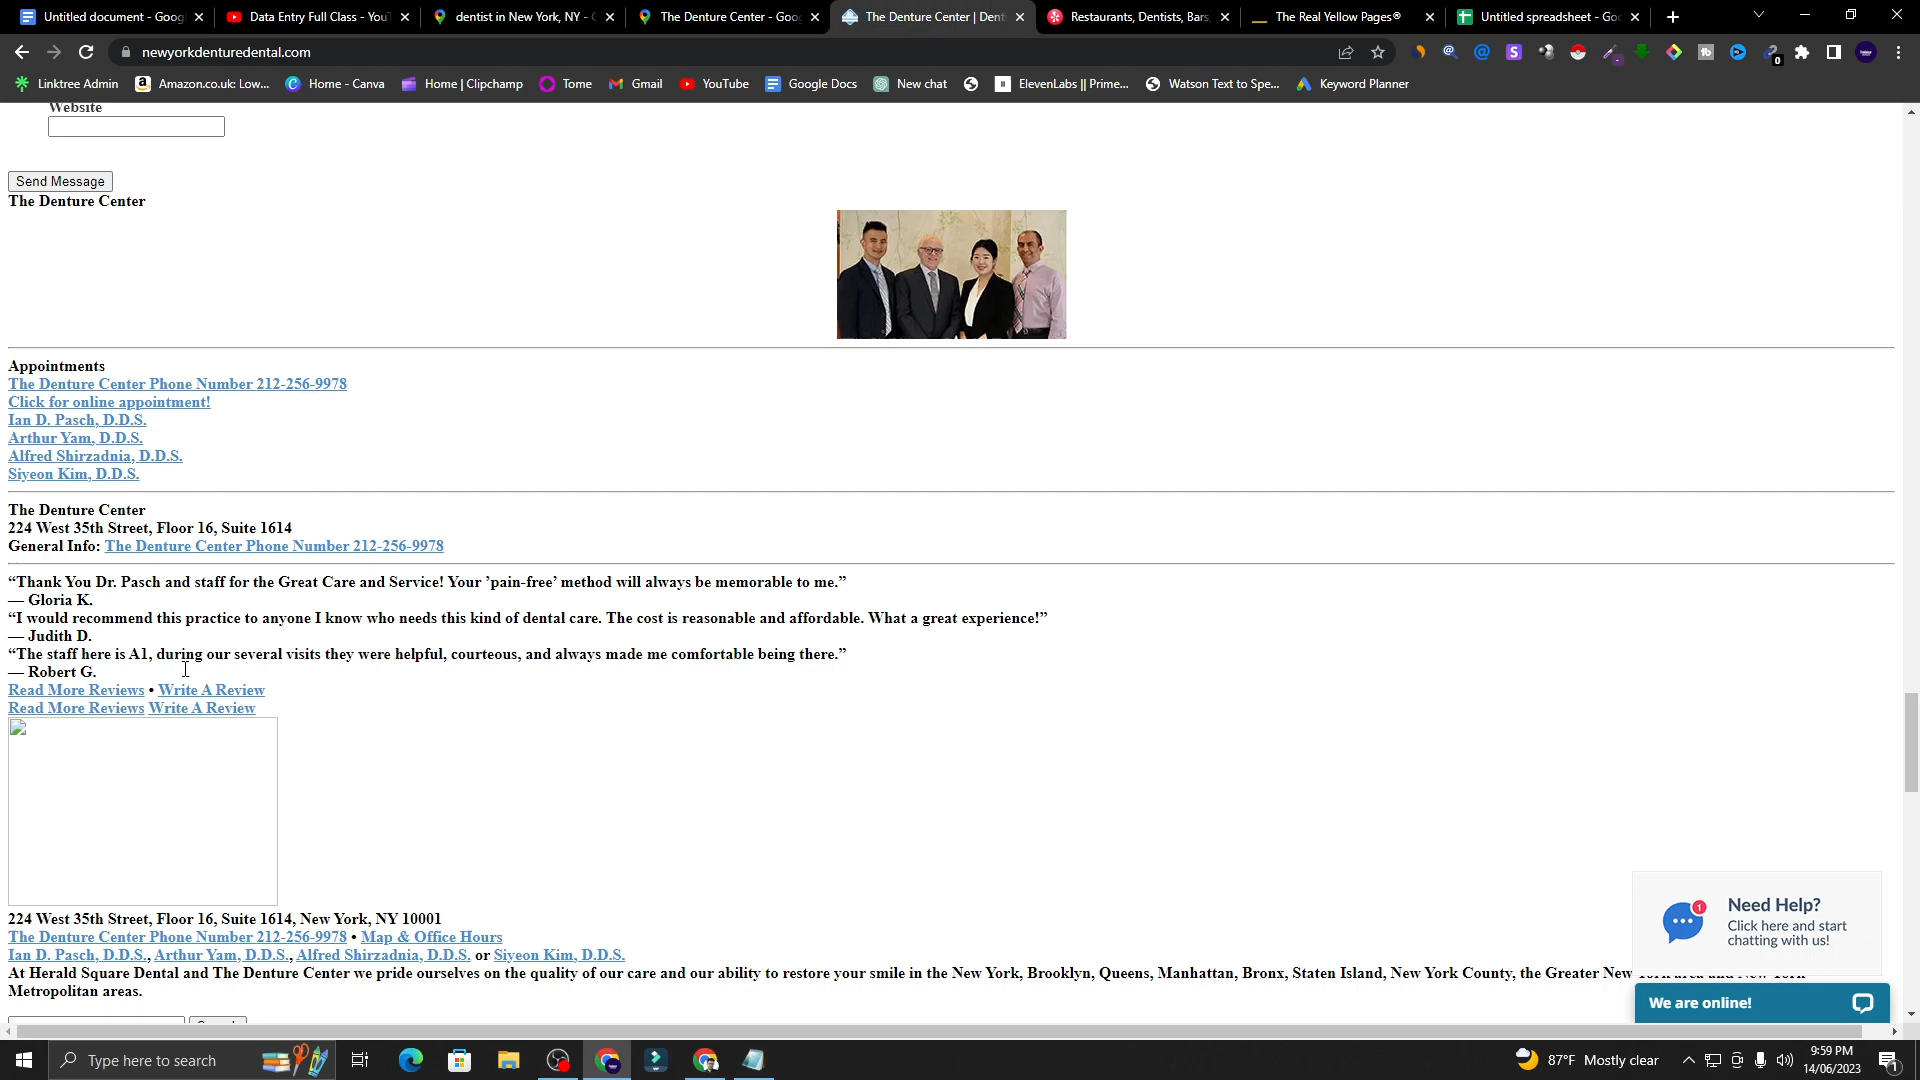 Untitled document - Goog
Data Entry Full Class - YouT
dentist in New York, NY - G
The Denture Center - Goog
The Denture Center | Dent
Restaurants, Dentists, Bars,
The Real Yellow Pages®
Untitled spreadsheet - Goo
newyorkdenturedental.com
Linktree Admin
Amazon.co.uk: Low...
Home - Canva
Home | Clipchamp
Tome
Gmail
YouTube
Google Docs
New chat
ElevenLabs || Prime...
Watson Text to Spe...
Keyword Planner
Website
Send Message
The Denture Center
Appointments
The Denture Center Phone Number 212-256-9978
Click for online appointment!
Ian D. Pasch, D.D.S.
Arthur Yam, D.D.S.
Alfred Shirzadnia, D.D.S.
Siyeon Kim, D.D.S.
The Denture Center
224 West 35th Street, Floor 16, Suite 1614
General Info: The Denture Center Phone Number 212-256-9978
“Thank You Dr. Pasch and staff for the Great Care and Service! Your ’pain-free’ method will always be memorable to me.”
— Gloria K.
“I would recommend this practice to anyone I know who needs this kind of dental care. The cost is reasonable and affordable. What a great experience!”
— Judith D.
“The staff here is A1, during our several visits they were helpful, courteous, and always made me comfortable being there.”
— Robert G.
Read More Reviews • Write A Review
Read More Reviews Write A Review
224 West 35th Street, Floor 16, Suite 1614, New York, NY 10001
The Denture Center Phone Number 212-256-9978 • Map & Office Hours
Ian D. Pasch, D.D.S., Arthur Yam, D.D.S., Alfred Shirzadnia, D.D.S. or Siyeon Kim, D.D.S.
At Herald Square Dental and The Denture Center we pride ourselves on the quality of our care and our ability to restore your smile in the New York, Brooklyn, Queens, Manhattan, Bronx, Staten Island, New York County, the Greater New York area and New York
Metropolitan areas.
Need Help?
Click here and start
chatting with us!
1
We are online!
Type here to search
87°F Mostly clear
9:59 PM
14/06/2023
1